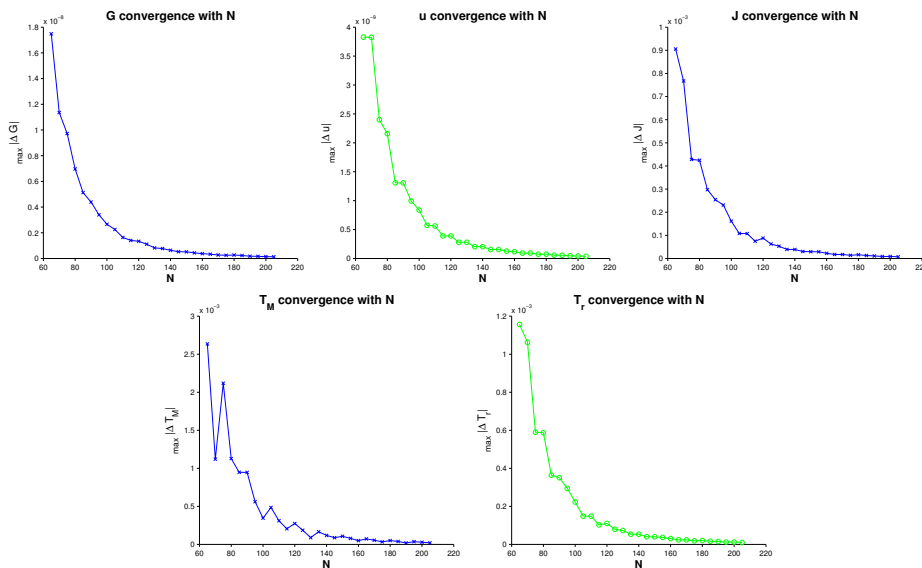 G convergence with N
x 10^-8
1.8
1.6
1.4
1.2
1
0.8
0.6
0.4
0.2
0
max |Δ G|
60 80 100 120 140 160 180 200 220
N
u convergence with N
x 10^-9
4
3.5
3
2.5
2
1.5
1
0.5
0
max |Δ u|
60 80 100 120 140 160 180 200 220
N
J convergence with N
x 10^-3
1
0.9
0.8
0.7
0.6
0.5
0.4
0.3
0.2
0.1
0
max |Δ J|
60 80 100 120 140 160 180 200 220
N
T_M convergence with N
x 10^-3
3
2.5
2
1.5
1
0.5
0
max |Δ T_M|
60 80 100 120 140 160 180 200 220
N
T_r convergence with N
x 10^-3
1.2
1
0.8
0.6
0.4
0.2
0
max |Δ T_r|
60 80 100 120 140 160 180 200 220
N